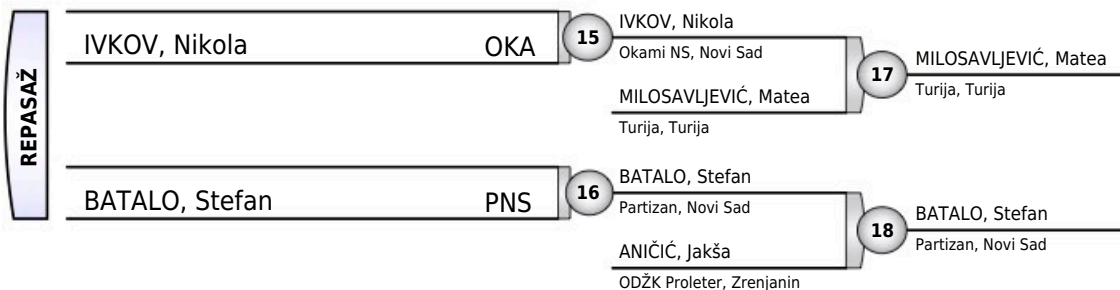 REPASAŽ
IVKOV, Nikola OKA
15
IVKOV, Nikola
Okami NS, Novi Sad
MILOSAVLJEVIĆ, Matea
Turija, Turija
17
MILOSAVLJEVIĆ, Matea
Turija, Turija
BATALO, Stefan PNS
16
BATALO, Stefan
Partizan, Novi Sad
ANIČIĆ, Jakša
ODŽK Proleter, Zrenjanin
18
BATALO, Stefan
Partizan, Novi Sad